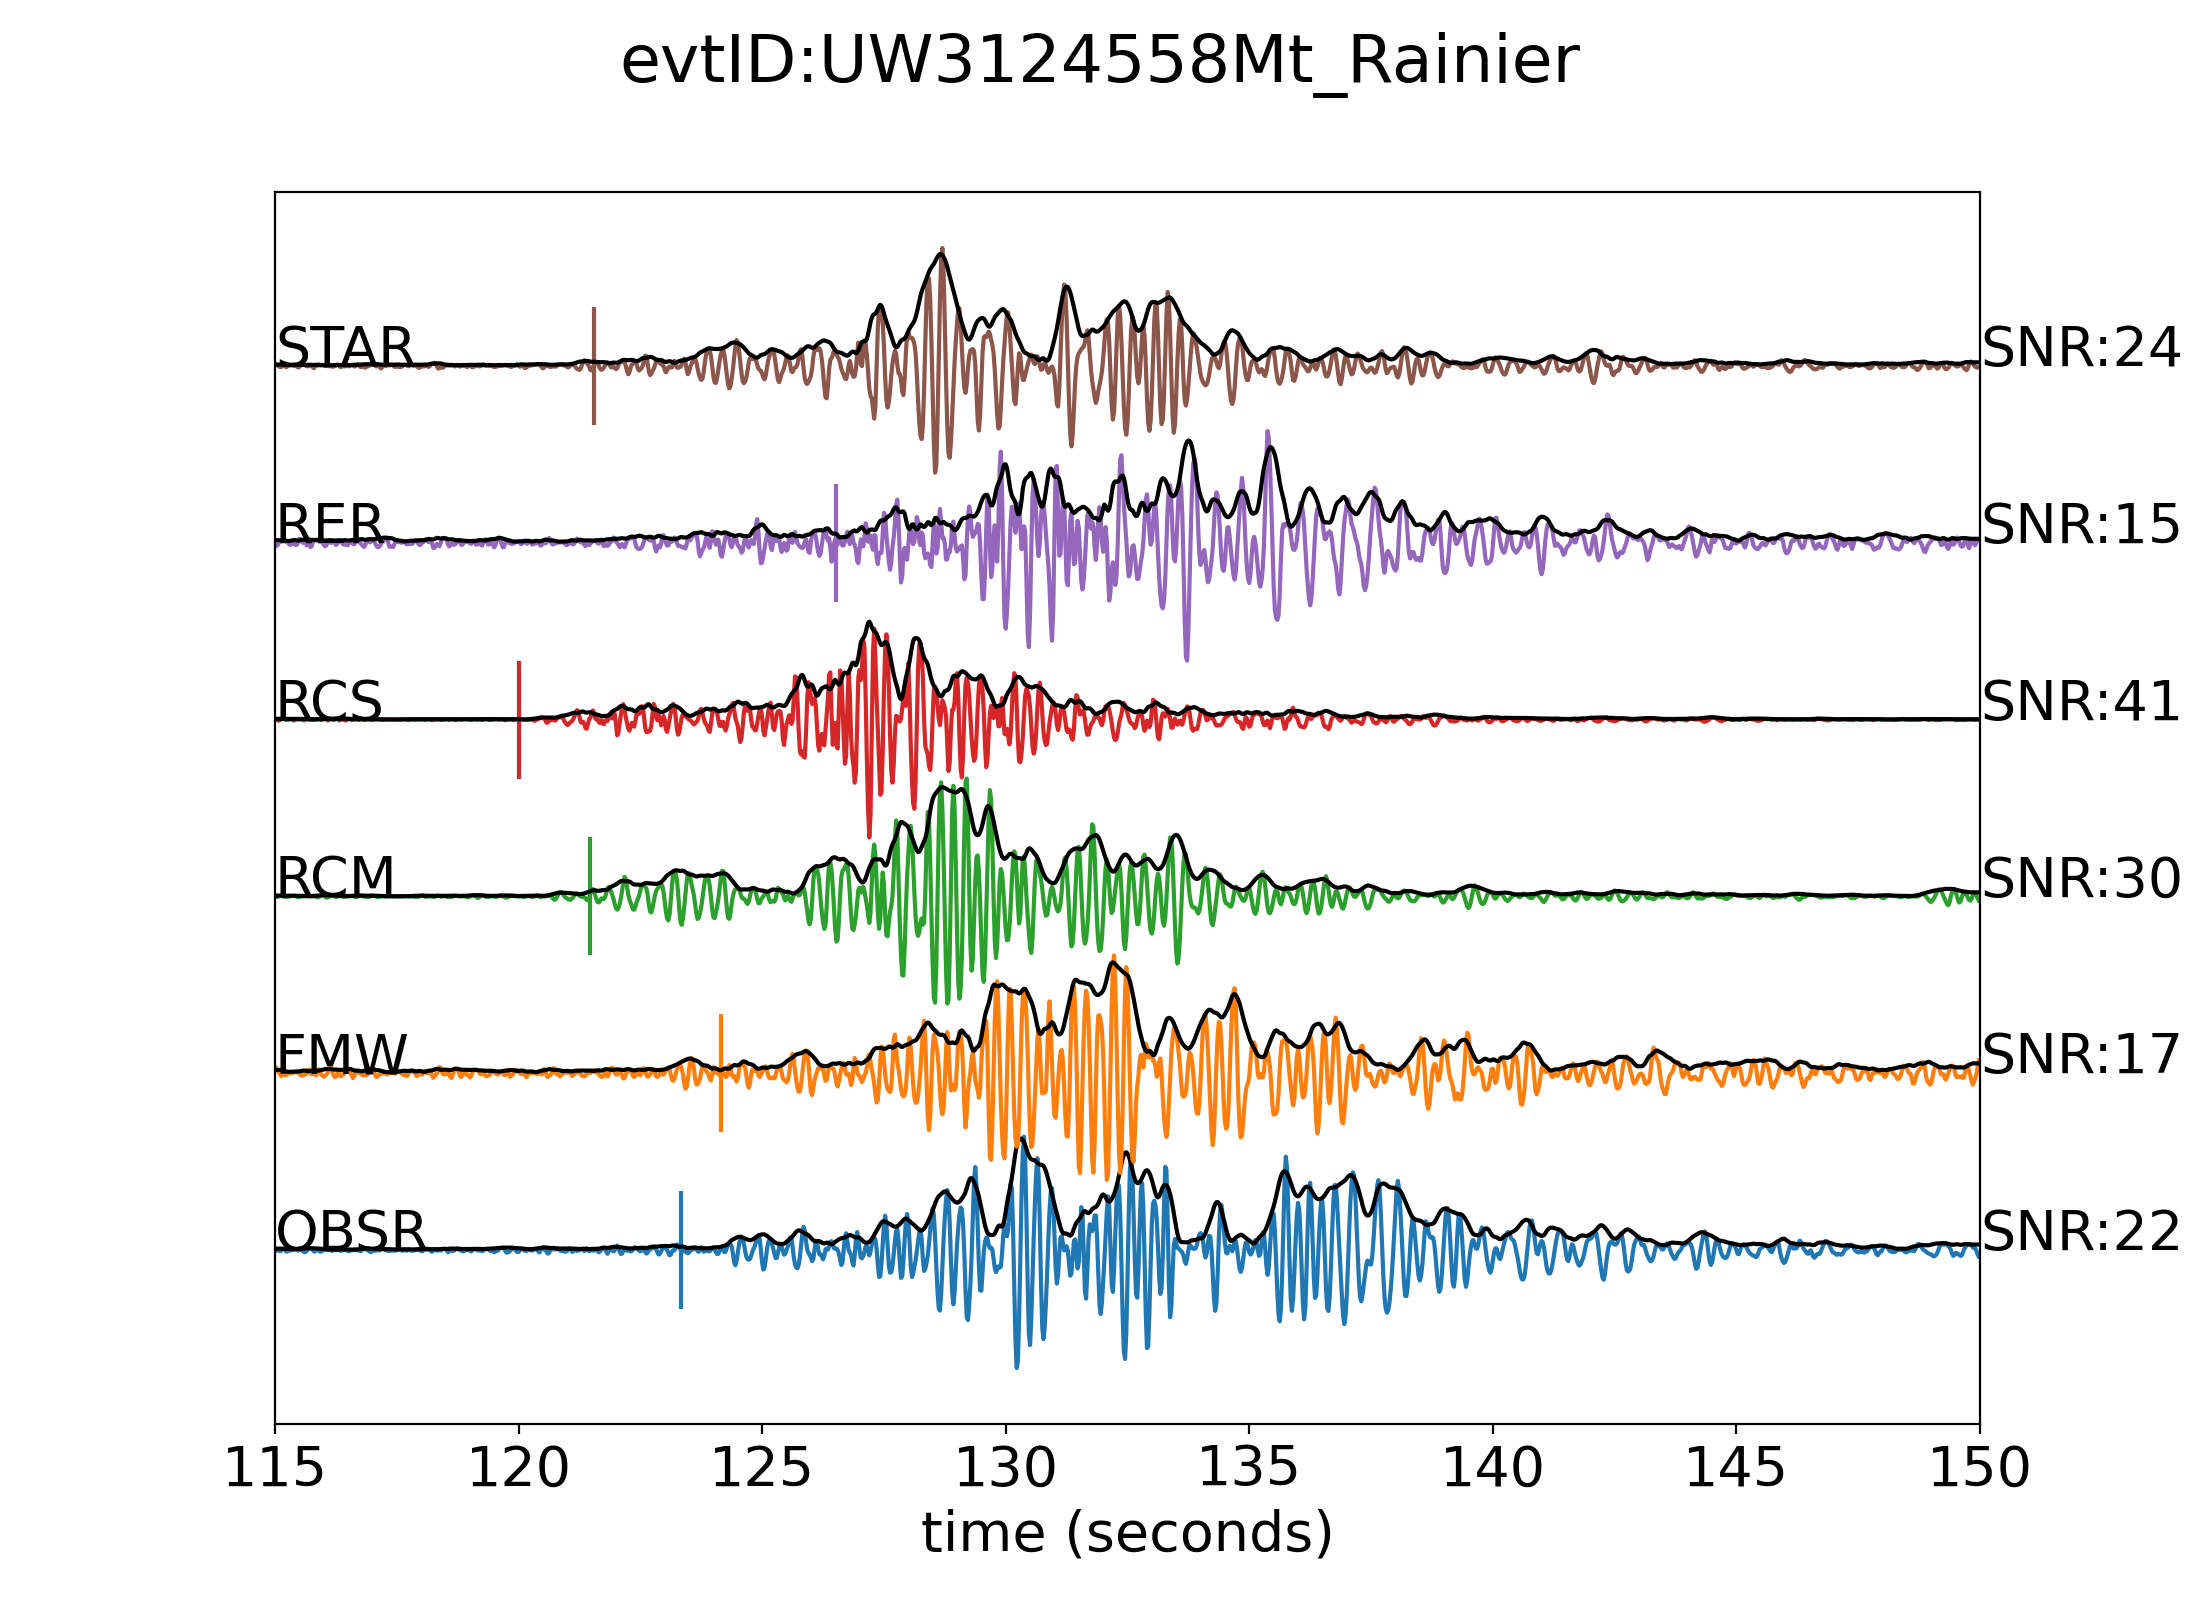 evtID:UW3124558Mt_Rainier
STAR SNR:24
RER SNR:15
RCS SNR:41
RCM SNR:30
FMW SNR:17
OBSR SNR:22
115 120 125 130 135 140 145 150
time (seconds)